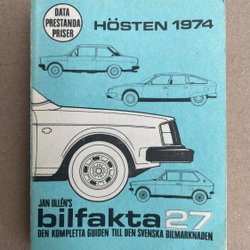 DATA
PRESTANDA
PRISER
HÖSTEN 1974
JAN ULLÉN'S
bilfakta 27
DEN KOMPLETTA GUIDEN TILL DEN SVENSKA BILMARKNADEN